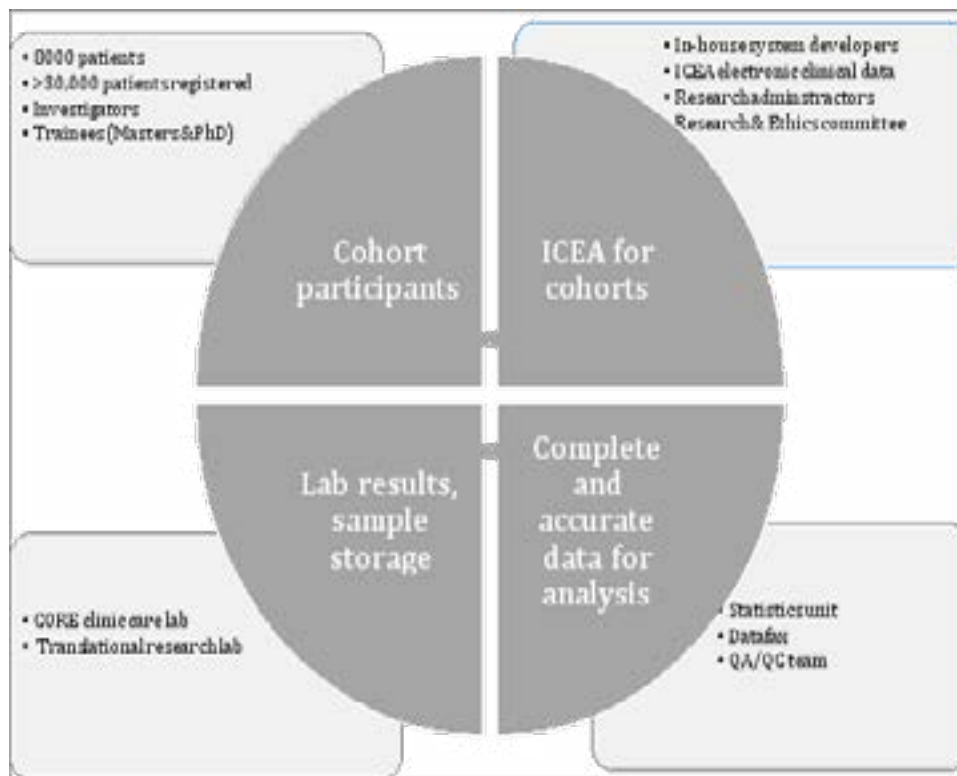 • 8000 patients
• >30,000 patients registered
• Investigators
• Trainees (Masters & PhD)
• In-house system developers
• ICEA electronic clinical data
• Research adminstractors
• Research & Ethics committee
Cohort
participants
ICEA for
cohorts
Lab results,
sample
storage
Complete
and
accurate
data for
analysis
• CORE clinic care lab
• Translational research lab
• Statistics unit
• Datafax
• QA/QC team